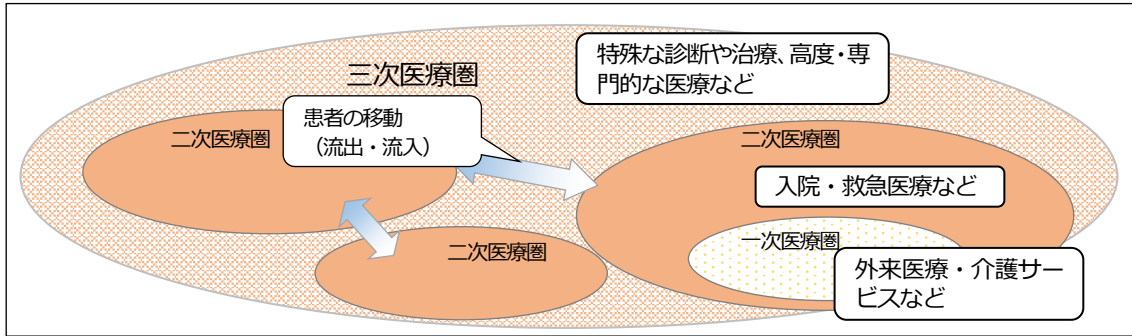 特殊な診断や治療、高度・専
門的な医療など
三次医療圏
患者の移動
（流出・流入）
二次医療圏
二次医療圏
入院・救急医療など
一次医療圏
二次医療圏
外来医療・介護サー
ビスなど